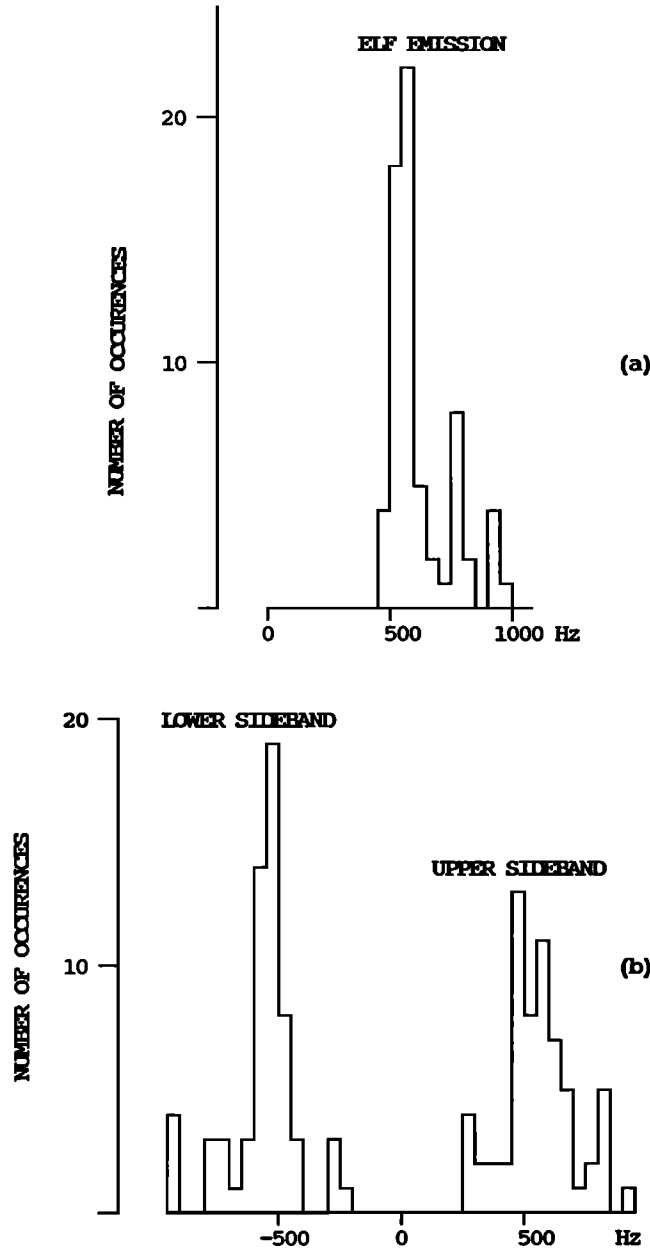 ELF EMISSION
20
10
NUMBER OF OCCURENCES
(a)
0 500 1000 Hz
20
LOWER SIDEBAND
UPPER SIDEBAND
10
NUMBER OF OCCURENCES
(b)
-500 0 500 Hz